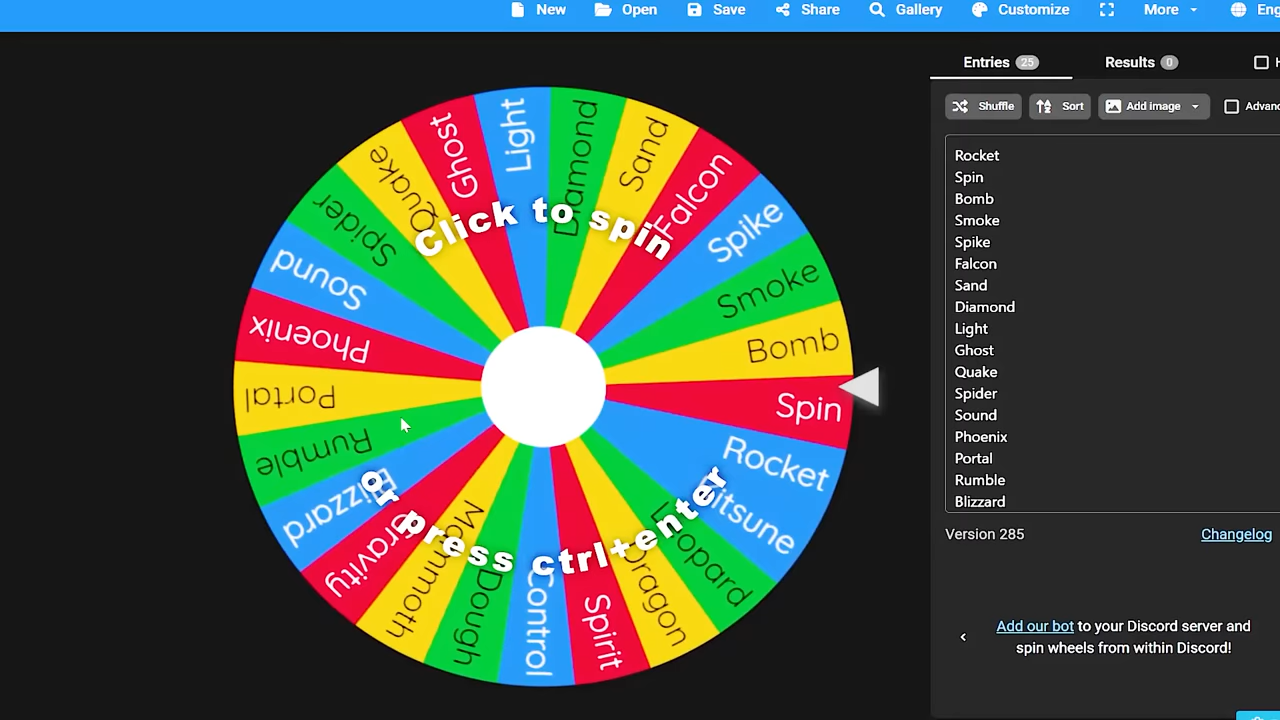 New Open Save Share Gallery Customize More Eng
Entries 25 Results 0
Shuffle Sort Add image Advanc
Rocket
Spin
Bomb
Smoke
Spike
Falcon
Sand
Diamond
Light
Ghost
Quake
Spider
Sound
Phoenix
Portal
Rumble
Blizzard
Version 285 Changelog
Add our bot to your Discord server and
spin wheels from within Discord!
Click to spin
or press ctrl+enter
Light
Diamond
Sand
Falcon
Spike
Smoke
Bomb
Spin
Rocket
Kitsune
Leopard
Dragon
Spirit
Control
Dough
Mammoth
Gravity
Blizzard
Rumble
Portal
Phoenix
Sound
Spider
Quake
Ghost